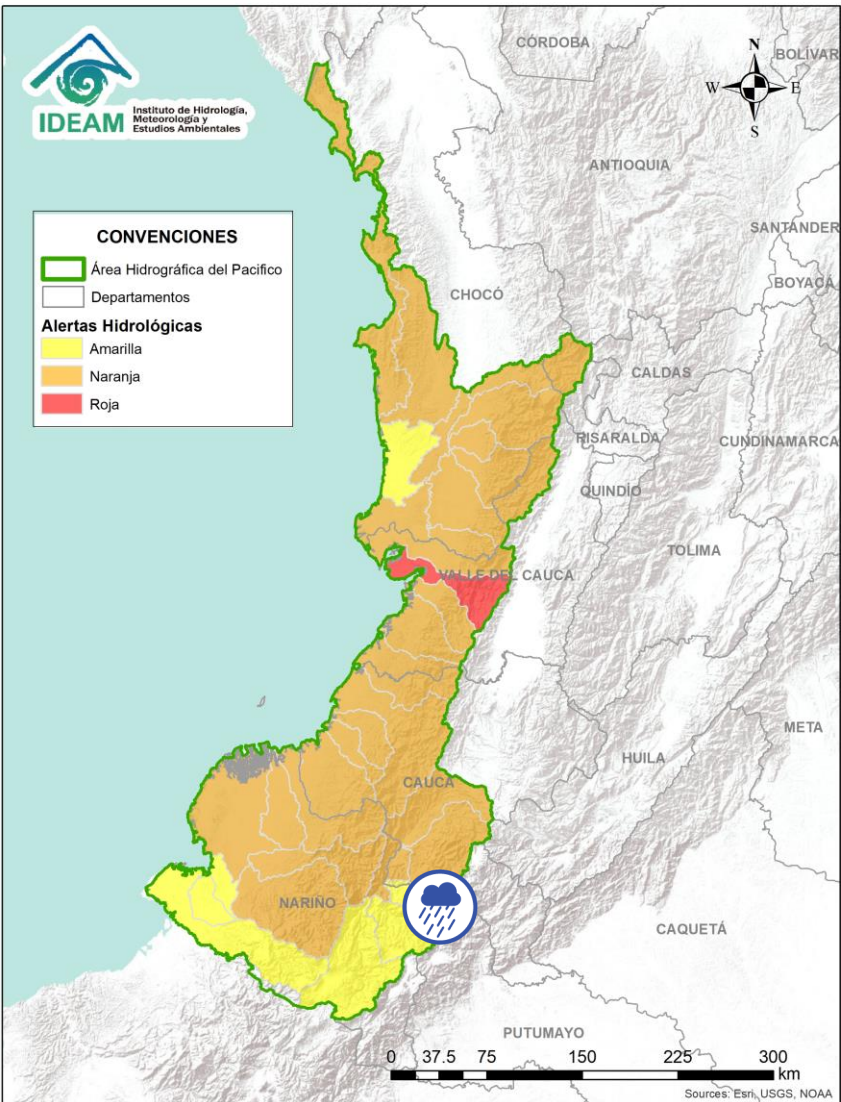 IDEAM
Instituto de Hidrología,
Meteorología y
Estudios Ambientales
N
W E
S
CONVENCIONES
Área Hidrográfica del Pacifico
Departamentos
Alertas Hidrológicas
Amarilla
Naranja
Roja
CÓRDOBA
BOLÍVAR
ANTIOQUIA
SANTANDER
BOYACÁ
CHOCÓ
CALDAS
RISARALDA
CUNDINAMARCA
QUINDÍO
TOLIMA
VALLE DEL CAUCA
META
HUILA
CAUCA
NARIÑO
CAQUETÁ
PUTUMAYO
0 37.5 75 150 225 300
km
Sources: Esri, USGS, NOAA